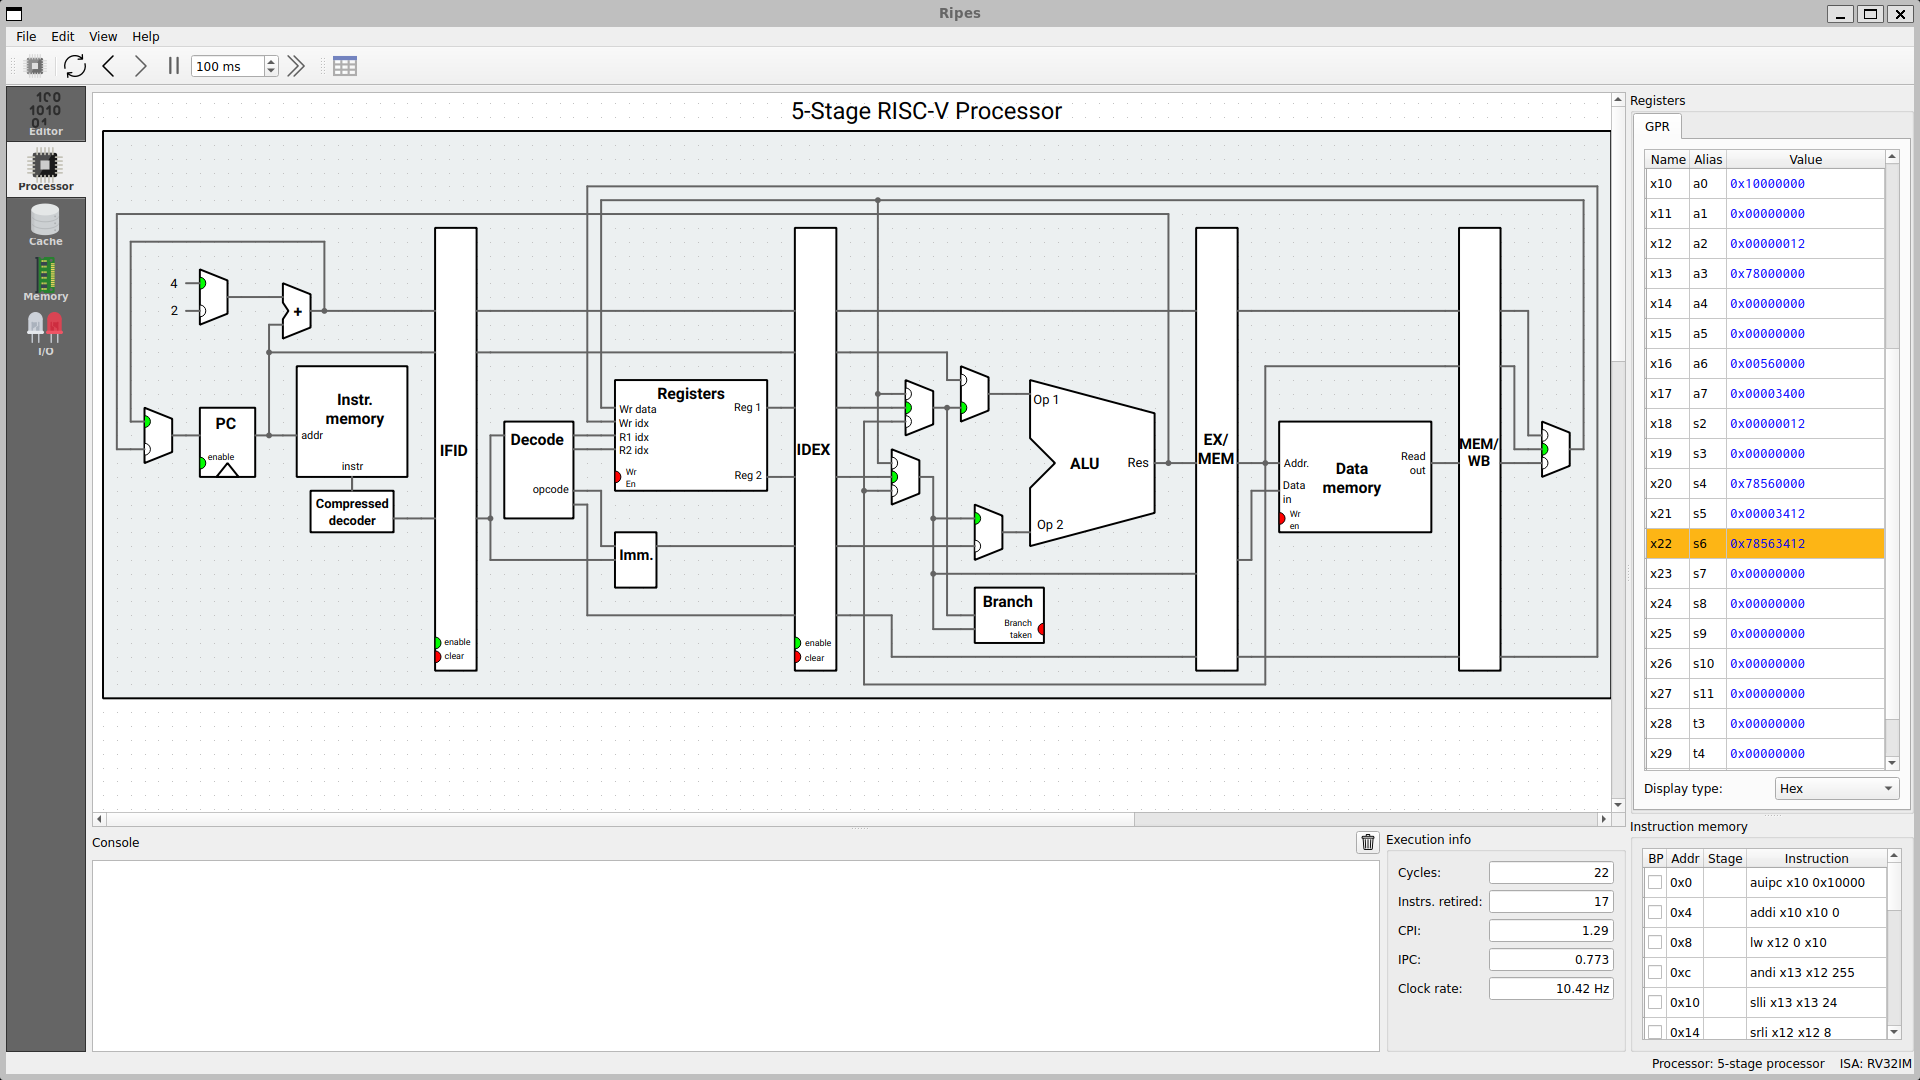 Ripes
File Edit View Help
100 ms
Editor
Processor
Cache
Memory
I/O
5-Stage RISC-V Processor
4
2
+
PC
enable
Instr. memory
addr
instr
Compressed decoder
IFID
enable
clear
Decode
opcode
Registers
Wr data
Wr idx
R1 idx
R2 idx
Wr En
Reg 1
Reg 2
Imm.
IDEX
enable
clear
Op 1
ALU
Res
Op 2
Branch
Branch taken
EX/ MEM
Addr.
Data in
Wr en
Data memory
Read out
MEM/ WB
Registers
GPR
Name Alias Value
x10 a0 0x10000000
x11 a1 0x00000000
x12 a2 0x00000012
x13 a3 0x78000000
x14 a4 0x00000000
x15 a5 0x00000000
x16 a6 0x00560000
x17 a7 0x00003400
x18 s2 0x00000012
x19 s3 0x00000000
x20 s4 0x78560000
x21 s5 0x00003412
x22 s6 0x78563412
x23 s7 0x00000000
x24 s8 0x00000000
x25 s9 0x00000000
x26 s10 0x00000000
x27 s11 0x00000000
x28 t3 0x00000000
x29 t4 0x00000000
Display type: Hex
Console
Execution info
Cycles: 22
Instrs. retired: 17
CPI: 1.29
IPC: 0.773
Clock rate: 10.42 Hz
Instruction memory
BP Addr Stage Instruction
0x0 auipc x10 0x10000
0x4 addi x10 x10 0
0x8 lw x12 0 x10
0xc andi x13 x12 255
0x10 slli x13 x13 24
0x14 srli x12 x12 8
Processor: 5-stage processor ISA: RV32IM